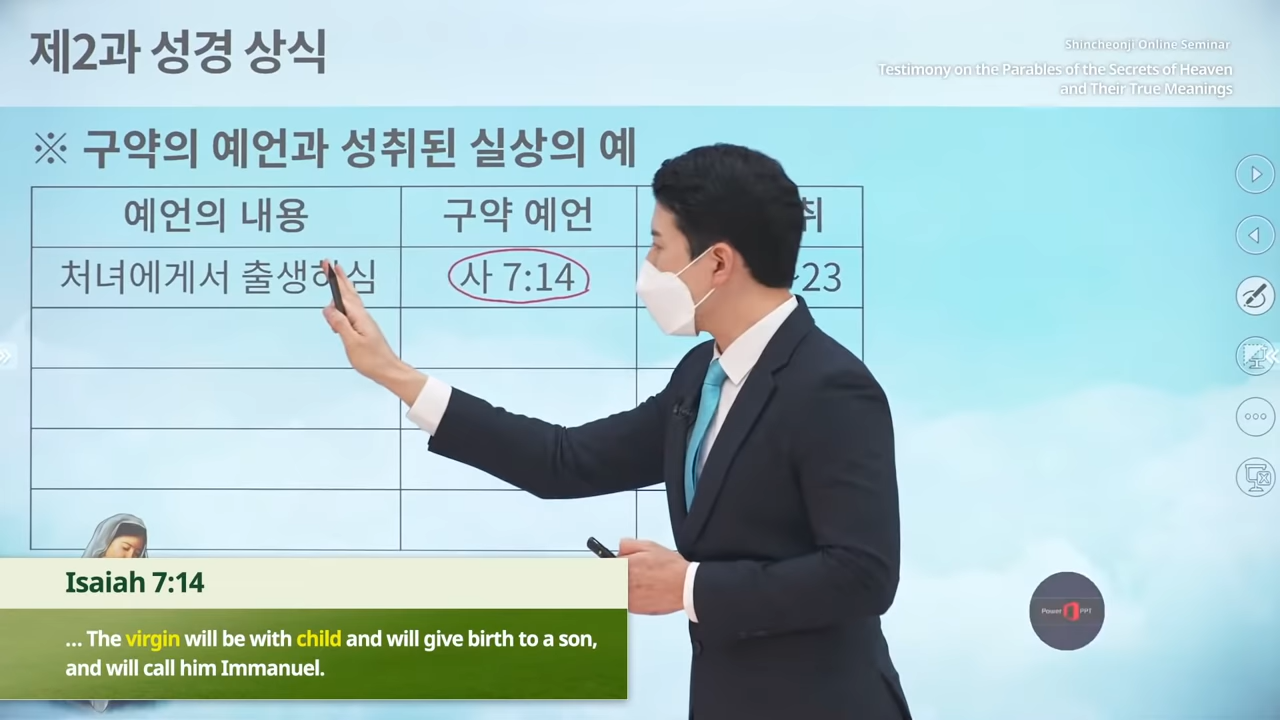 제2과 성경 상식
Shincheonji Online Seminar
Testimony on the Parables of the Secrets of Heaven
and Their True Meanings
※ 구약의 예언과 성취된 실상의 예
예언의 내용
구약 예언
취
처녀에게서 출생하심
사 7:14
23
Isaiah 7:14
... The virgin will be with child and will give birth to a son,
and will call him Immanuel.
Power PPT